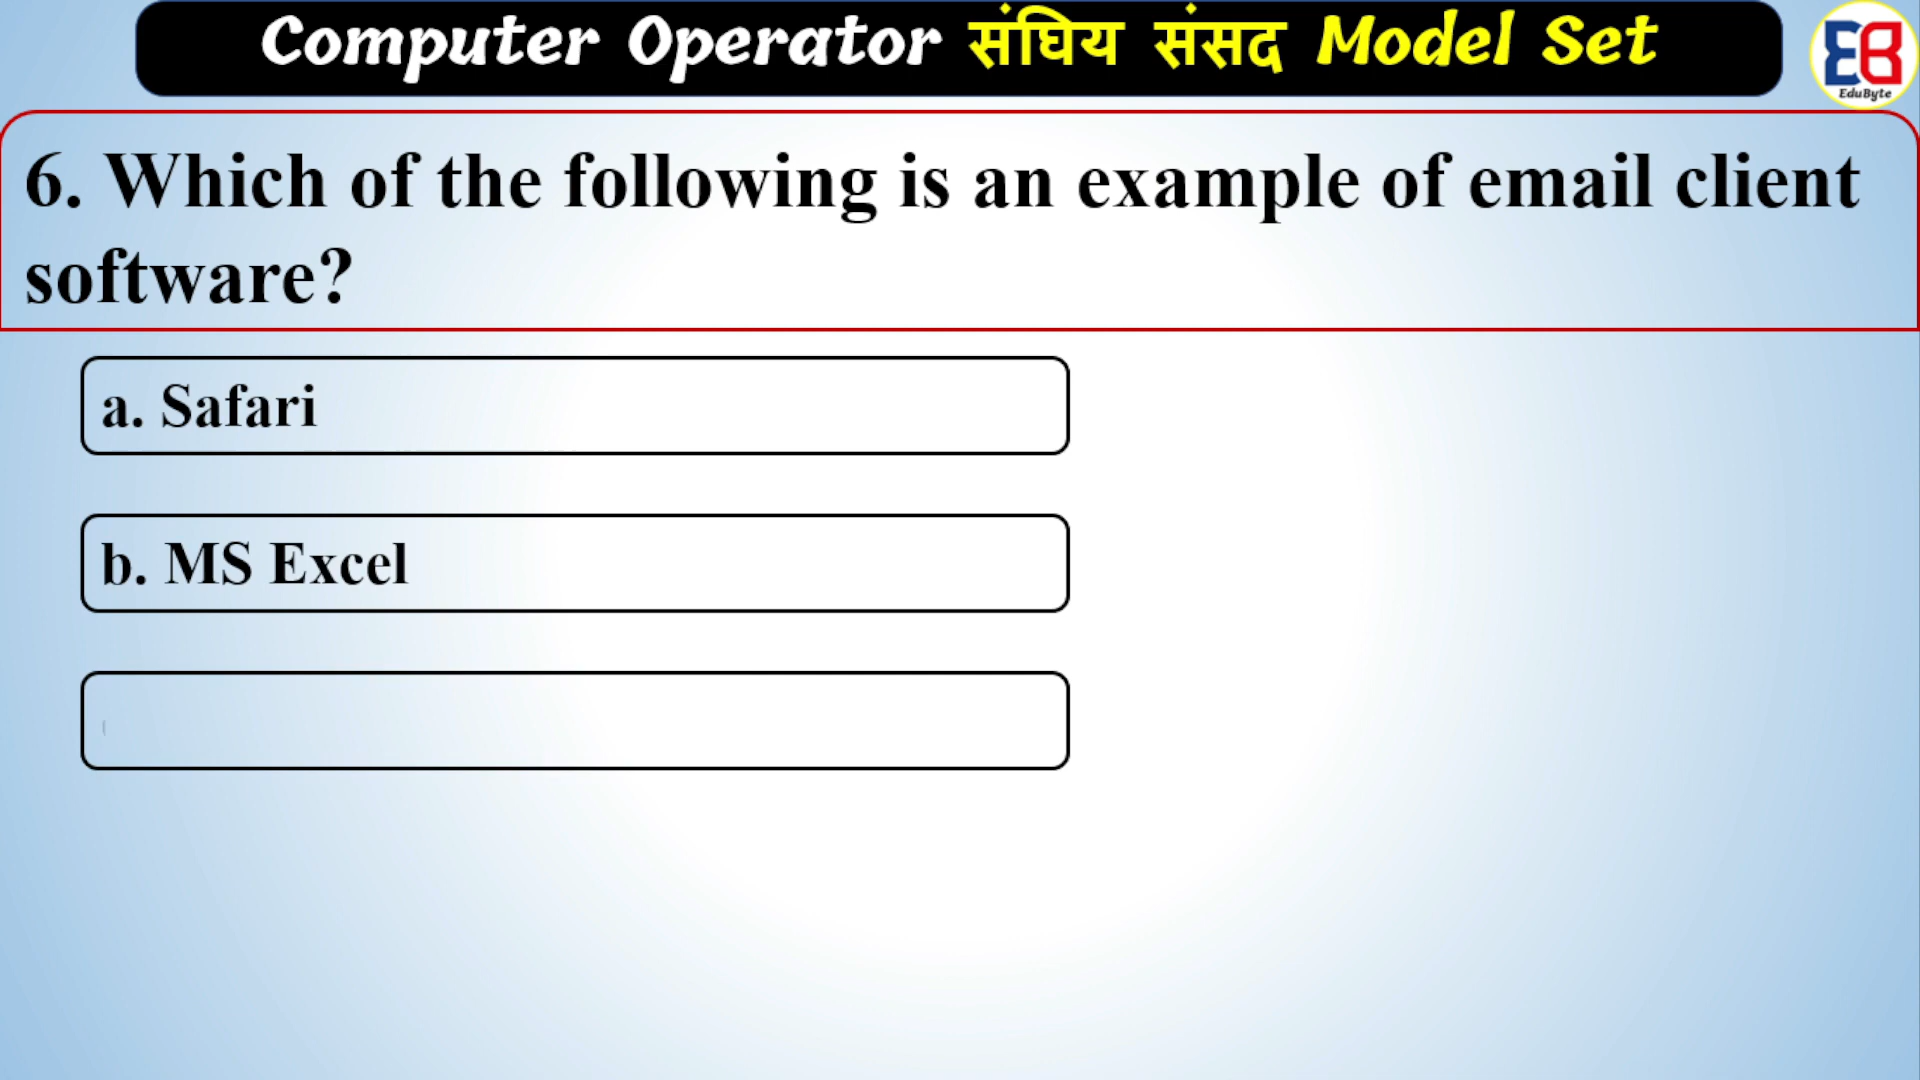 Computer Operator संघिय संसद Model Set
EB
EduByte
6. Which of the following is an example of email client
software?
a. Safari
b. MS Excel